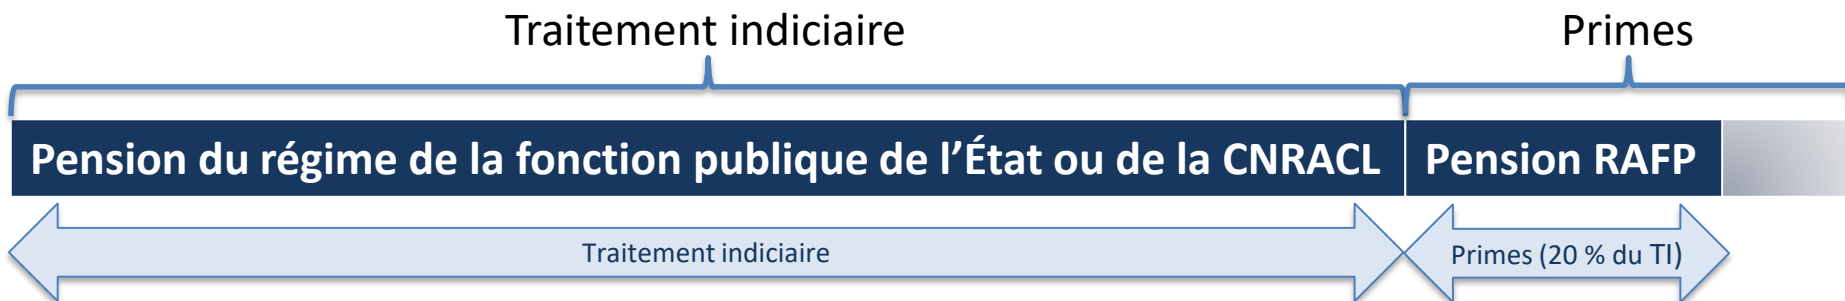 Traitement indiciaire
Primes
Pension du régime de la fonction publique de l’État ou de la CNRACL
Pension RAFP
Traitement indiciaire
Primes (20 % du TI)